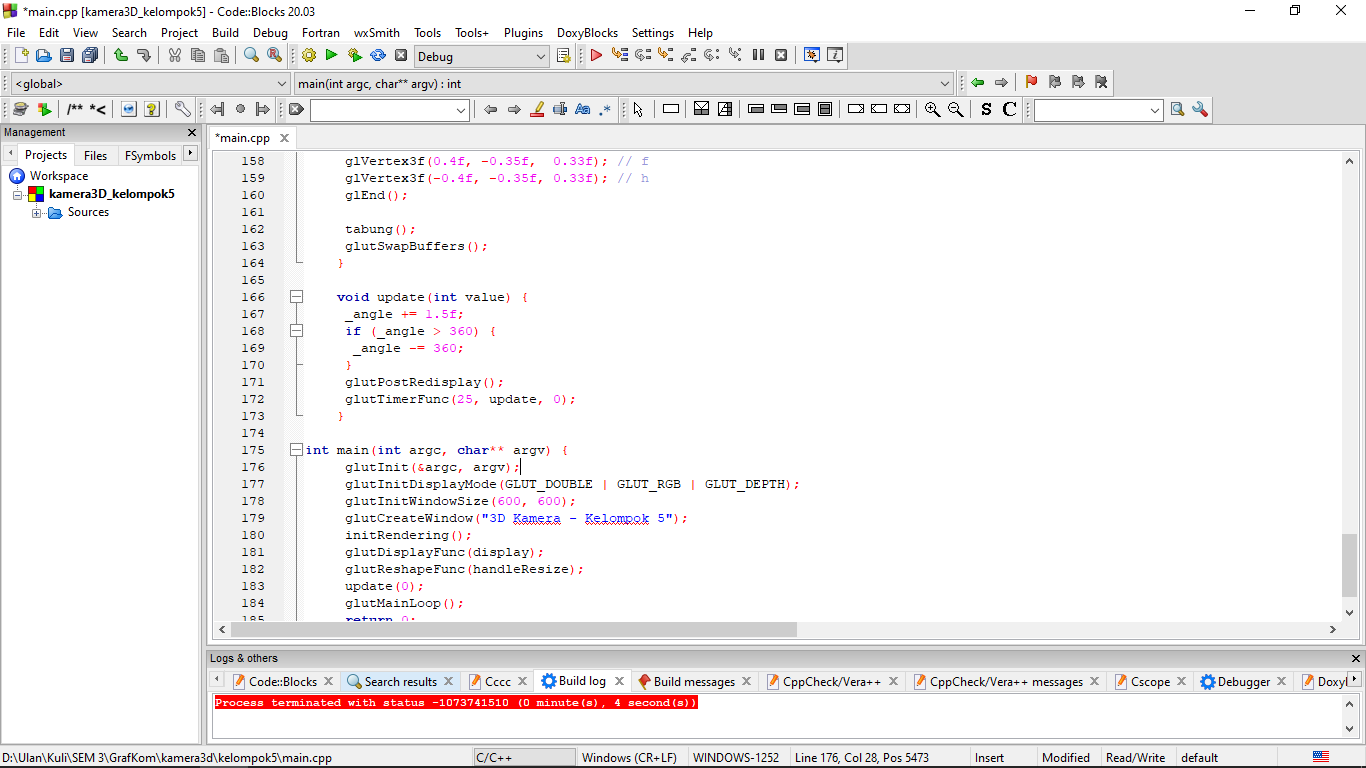 *main.cpp [kamera3D_kelompok5] - Code::Blocks 20.03
File Edit View Search Project Build Debug Fortran wxSmith Tools Tools+ Plugins DoxyBlocks Settings Help
Debug
<global> main(int argc, char** argv) : int
/** *< Aa .* S C
Management
Projects Files FSymbols
*main.cpp
Workspace
kamera3D_kelompok5
Sources
158 glVertex3f(0.4f, -0.35f, 0.33f); // f
159 glVertex3f(-0.4f, -0.35f, 0.33f); // h
160 glEnd();
161
162 tabung();
163 glutSwapBuffers();
164 }
165
166 void update(int value) {
167 _angle += 1.5f;
168 if (_angle > 360) {
169 _angle -= 360;
170 }
171 glutPostRedisplay();
172 glutTimerFunc(25, update, 0);
173 }
174
175 int main(int argc, char** argv) {
176 glutInit(&argc, argv);
177 glutInitDisplayMode(GLUT_DOUBLE | GLUT_RGB | GLUT_DEPTH);
178 glutInitWindowSize(600, 600);
179 glutCreateWindow("3D Kamera - Kelompok 5");
180 initRendering();
181 glutDisplayFunc(display);
182 glutReshapeFunc(handleResize);
183 update(0);
184 glutMainLoop();
185 return 0;
Logs & others
Code::Blocks Search results Cccc Build log Build messages CppCheck/Vera++ CppCheck/Vera++ messages Cscope Debugger Doxyl
Process terminated with status -1073741510 (0 minute(s), 4 second(s))
D:\Ulan\Kuli\SEM 3\GrafKom\kamera3d\kelompok5\main.cpp C/C++ Windows (CR+LF) WINDOWS-1252 Line 176, Col 28, Pos 5473 Insert Modified Read/Write default